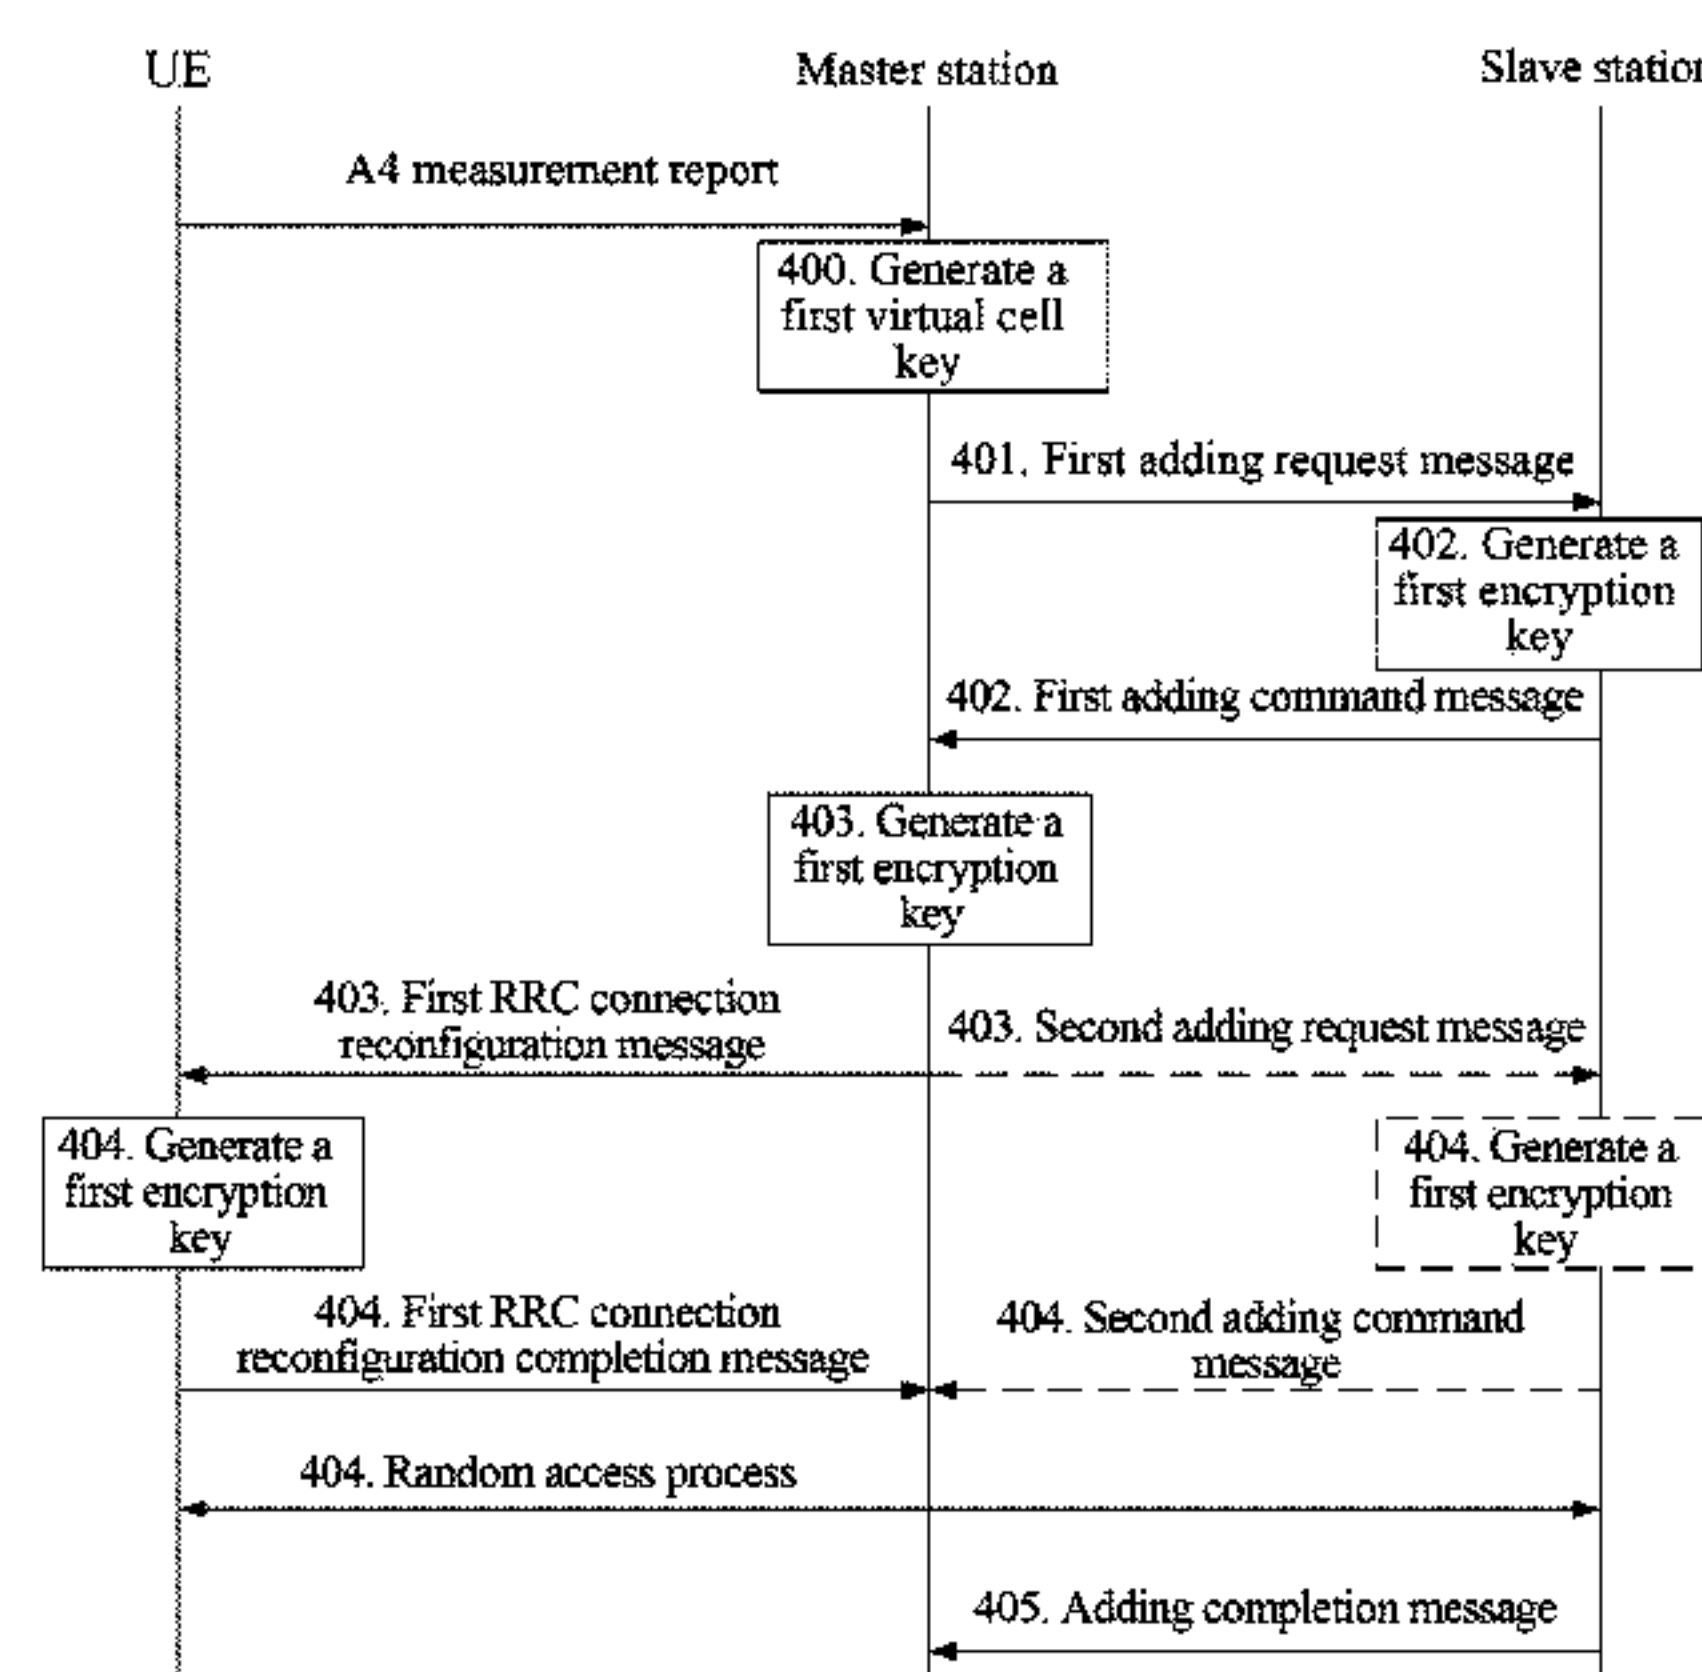 UE
Master station
Slave station
A4 measurement report
400. Generate a
first virtual cell
key
401. First adding request message
402. Generate a
first encryption
key
402. First adding command message
403. Generate a
first encryption
key
403. First RRC connection
reconfiguration message
403. Second adding request message
404. Generate a
first encryption
key
404. Generate a
first encryption
key
404. First RRC connection
reconfiguration completion message
404. Second adding command
message
404. Random access process
405. Adding completion message